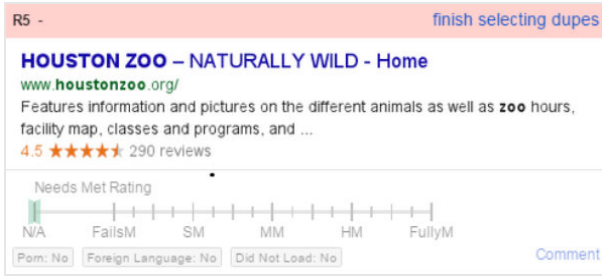 R5 - finish selecting dupes
HOUSTON ZOO – NATURALLY WILD - Home
www.houstonzoo.org/
Features information and pictures on the different animals as well as zoo hours,
facility map, classes and programs, and ...
4.5 ★★★★★ 290 reviews
Needs Met Rating
N/A FailsM SM MM HM FullyM
Porn: No Foreign Language: No Did Not Load: No Comment